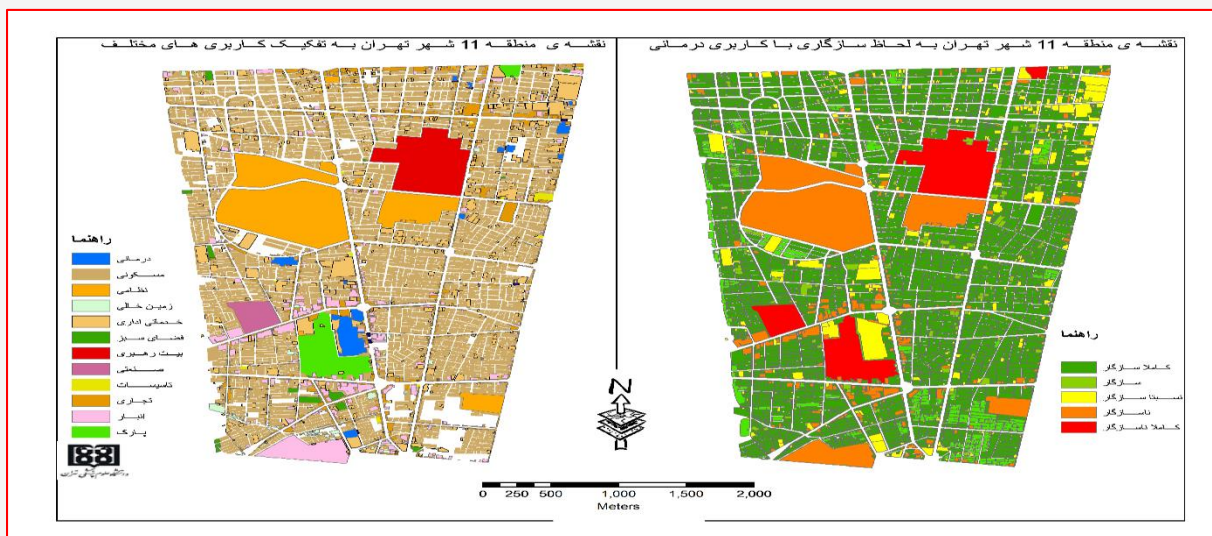 نقشه ی منطقه 11 شهر تهران به لحاظ سازگاری با کاربری درمانی
نقشه ی منطقه 11 شهر تهران به تفکیک کاربری های مختلف
راهنما
درمانی
مسکونی
نظامی
زمین خالی
خدماتی اداری
فضای سبز
بیت رهبری
صنعتی
تاسیسات
تجاری
انبار
پارک
N
0 250 500 1,000 1,500 2,000
Meters
راهنما
کاملا سازگار
سازگار
نسبتا سازگار
ناسازگار
کاملا ناسازگار